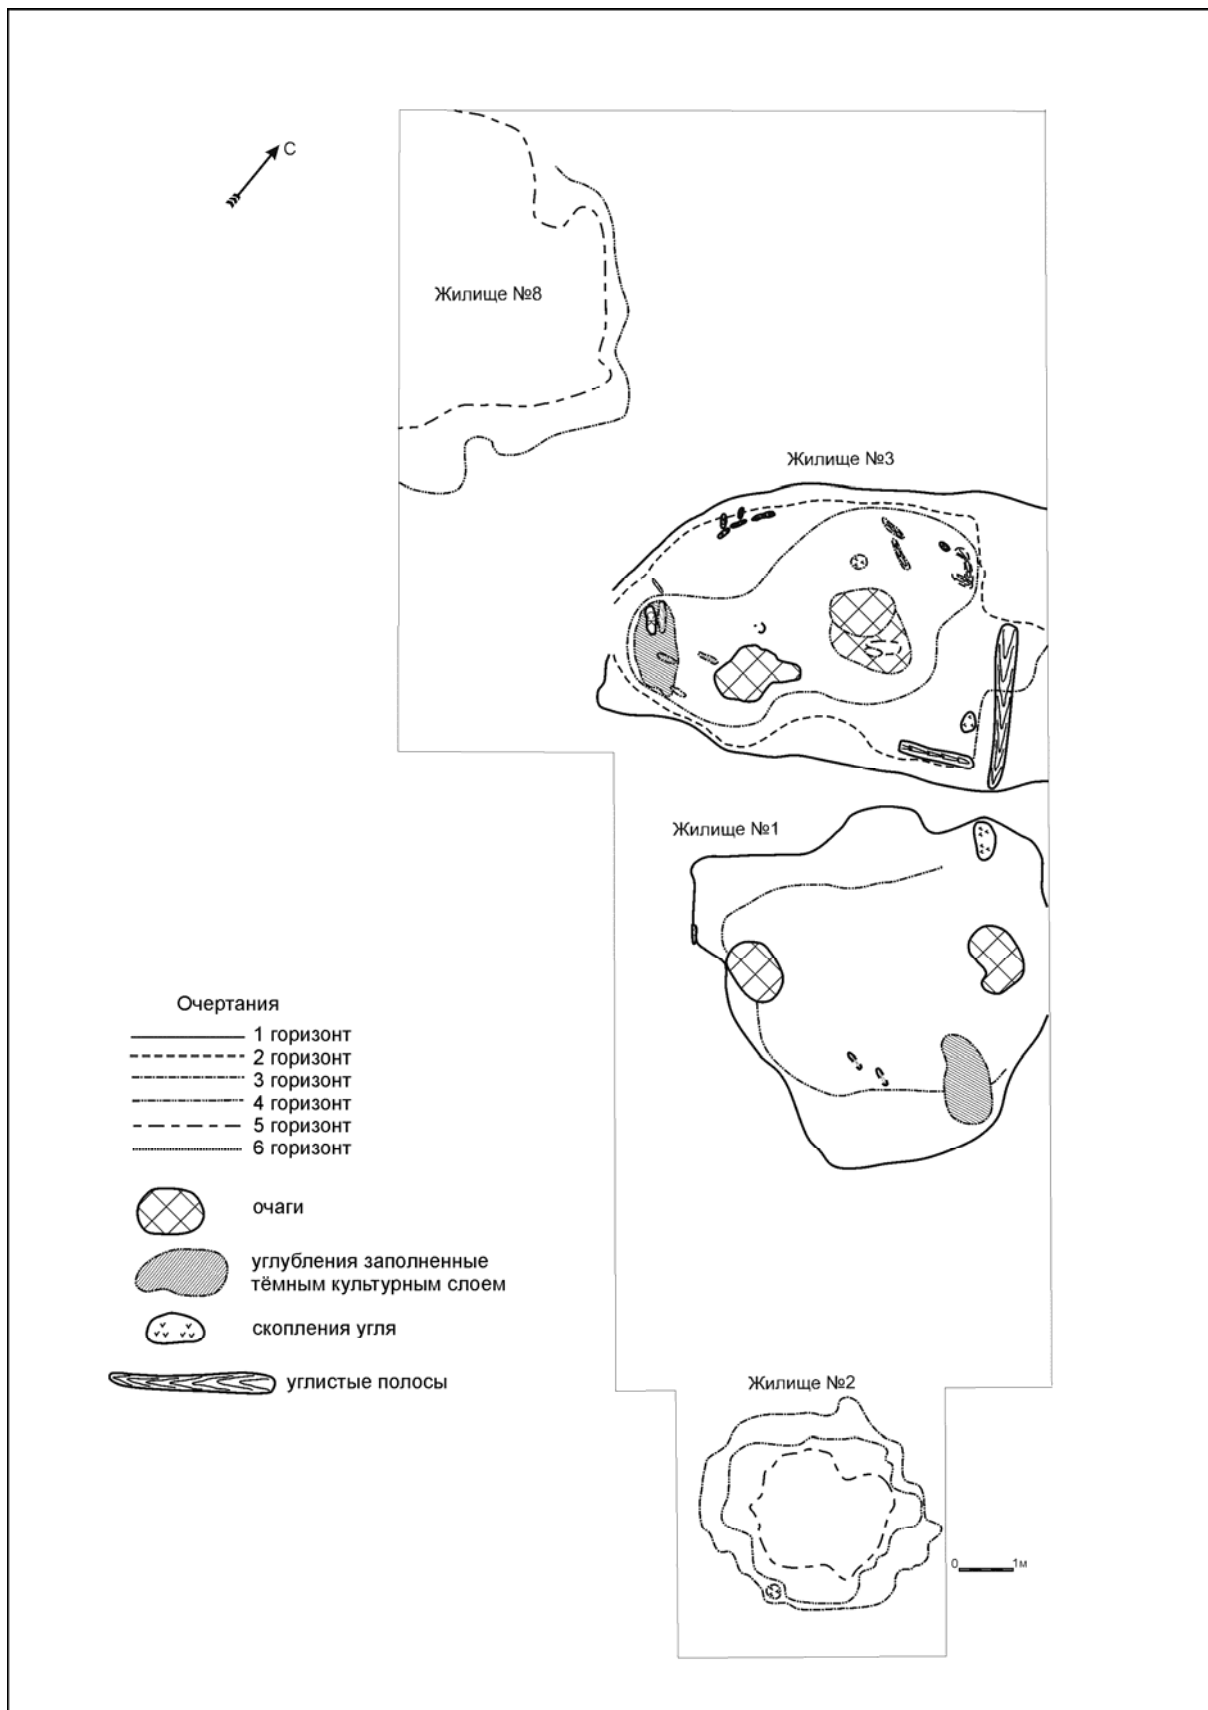 С
Жилище №8
Жилище №3
Жилище №1
Очертания
1 горизонт
2 горизонт
3 горизонт
4 горизонт
5 горизонт
6 горизонт
очаги
углубления заполненные
тёмным культурным слоем
скопления угля
углистые полосы
Жилище №2
0 1м